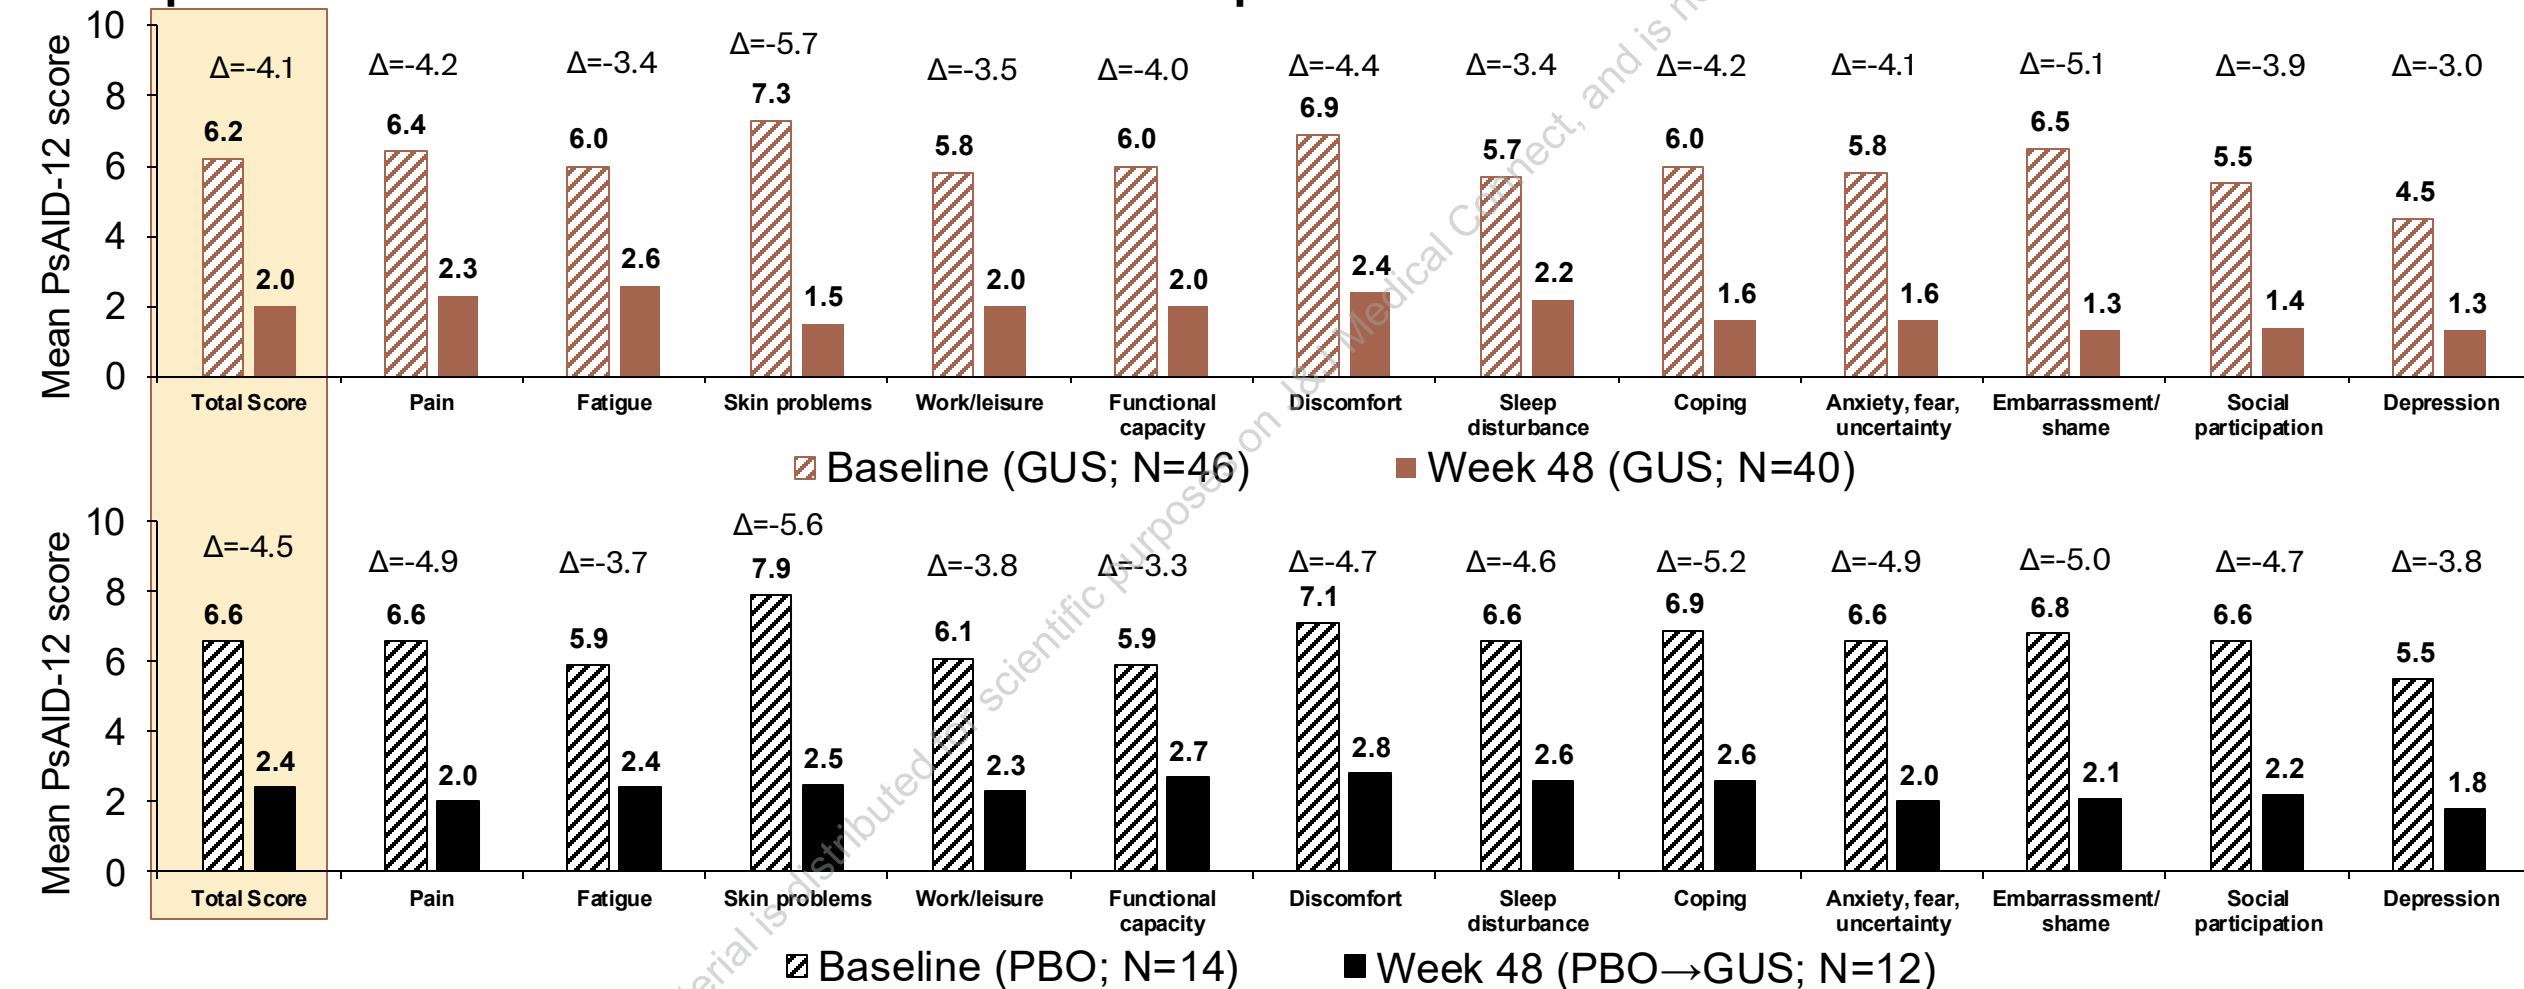 10
8
6
4
2
0
Mean PsAID-12 score
Δ=-4.1 Δ=-4.2 Δ=-3.4 Δ=-5.7 Δ=-3.5 Δ=-4.0 Δ=-4.4 Δ=-3.4 Δ=-4.2 Δ=-4.1 Δ=-5.1 Δ=-3.9 Δ=-3.0
6.2 2.0 6.4 2.3 6.0 2.6 7.3 1.5 5.8 2.0 6.0 2.0 6.9 2.4 5.7 2.2 6.0 1.6 5.8 1.6 6.5 1.3 5.5 1.4 4.5 1.3
Total Score
Pain
Fatigue
Skin problems
Work/leisure
Functional
capacity
Discomfort
Sleep
disturbance
Coping
Anxiety, fear,
uncertainty
Embarrassment/
shame
Social
participation
Depression
Baseline (GUS; N=46)
Week 48 (GUS; N=40)
10
8
6
4
2
0
Mean PsAID-12 score
Δ=-4.5 Δ=-4.9 Δ=-3.7 Δ=-5.6 Δ=-3.8 Δ=-3.3 Δ=-4.7 Δ=-4.6 Δ=-5.2 Δ=-4.9 Δ=-5.0 Δ=-4.7 Δ=-3.8
6.6 2.4 6.6 2.0 5.9 2.4 7.9 2.5 6.1 2.3 5.9 2.7 7.1 2.8 6.6 2.6 6.9 2.6 6.6 2.0 6.8 2.1 6.6 2.2 5.5 1.8
Total Score
Pain
Fatigue
Skin problems
Work/leisure
Functional
capacity
Discomfort
Sleep
disturbance
Coping
Anxiety, fear,
uncertainty
Embarrassment/
shame
Social
participation
Depression
Baseline (PBO; N=14)
Week 48 (PBO→GUS; N=12)
is distributed for scientific purposes on J&J Medical Connect, and is